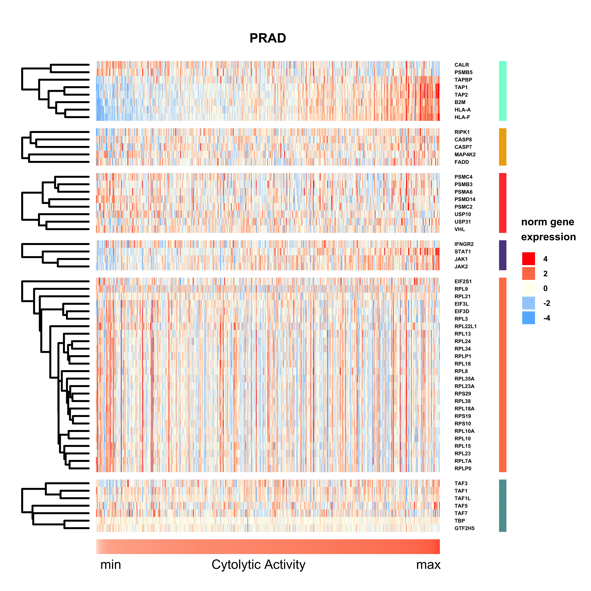 PRAD
CALR
PSMB5
TAPBP
TAP1
TAP2
B2M
HLA-A
HLA-F
RIPK1
CASP8
CASP7
MAP4K2
FADD
PSMC4
PSMB3
PSMA6
PSMD14
PSMC2
USP10
USP31
VHL
IFNGR2
STAT1
JAK1
JAK2
EIF2S1
RPL9
RPL21
EIF3L
EIF3D
RPL3
RPL22L1
RPL13
RPL24
RPL34
RPLP1
RPL18
RPL8
RPL35A
RPL23A
RPS29
RPL38
RPL18A
RPS19
RPS10
RPL10A
RPL10
RPL15
RPL23
RPL7A
RPLP0
TAF3
TAF1
TAF1L
TAF5
TAF7
TBP
GTF2H5
norm gene
expression
4
2
0
-2
-4
min Cytolytic Activity max